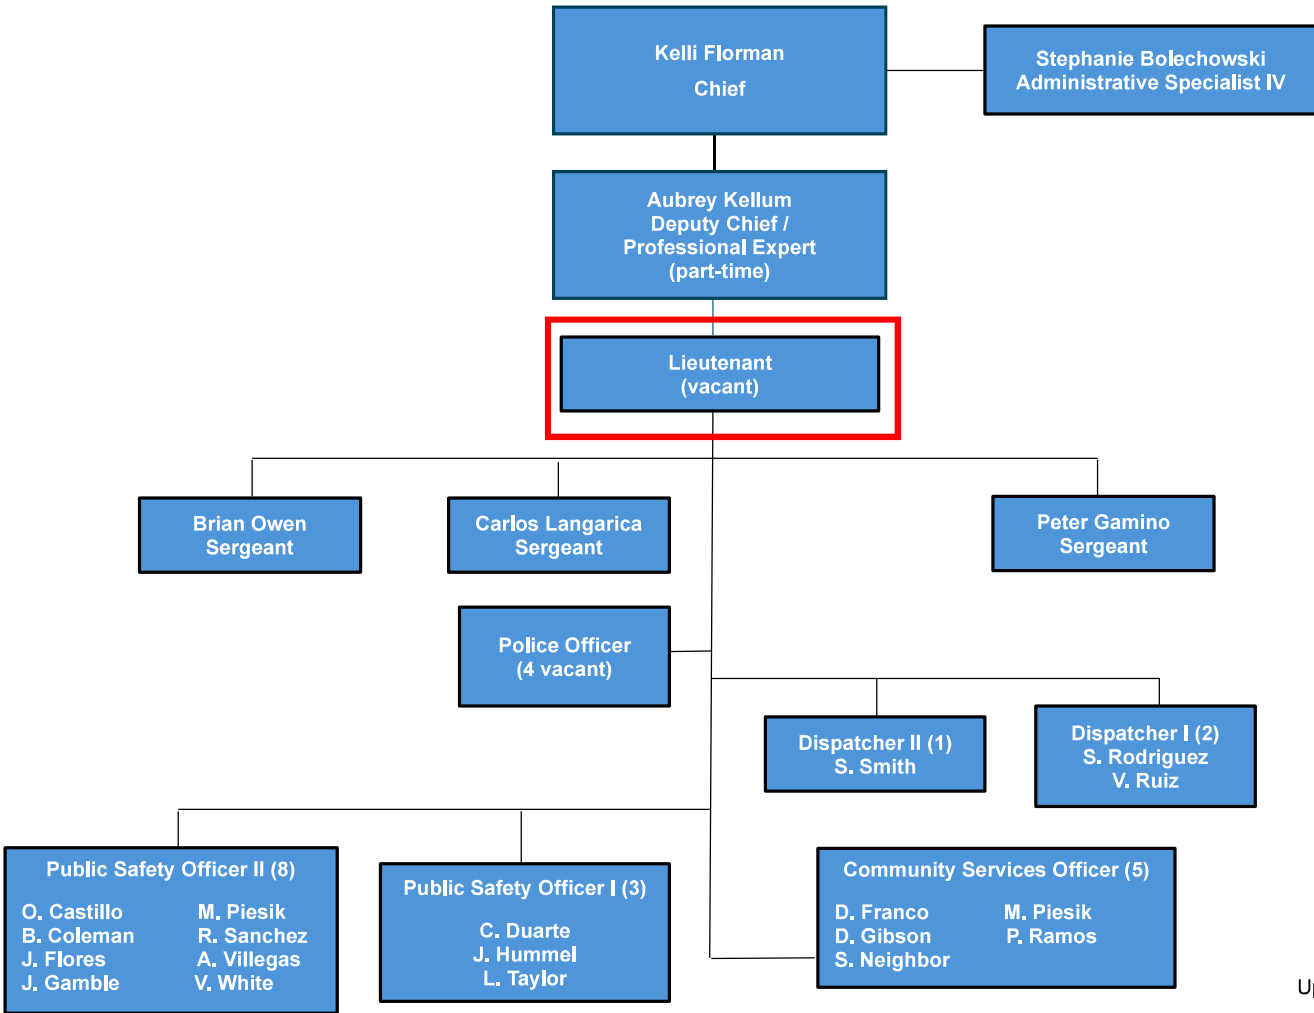 Kelli Florman
Chief
Stephanie Bolechowski
Administrative Specialist IV
Aubrey Kellum
Deputy Chief /
Professional Expert
(part-time)
Lieutenant
(vacant)
Brian Owen
Sergeant
Carlos Langarica
Sergeant
Peter Gamino
Sergeant
Police Officer
(4 vacant)
Dispatcher II (1)
S. Smith
Dispatcher I (2)
S. Rodriguez
V. Ruiz
Public Safety Officer II (8)
O. Castillo M. Piesik
B. Coleman R. Sanchez
J. Flores A. Villegas
J. Gamble V. White
Public Safety Officer I (3)
C. Duarte
J. Hummel
L. Taylor
Community Services Officer (5)
D. Franco M. Piesik
D. Gibson P. Ramos
S. Neighbor